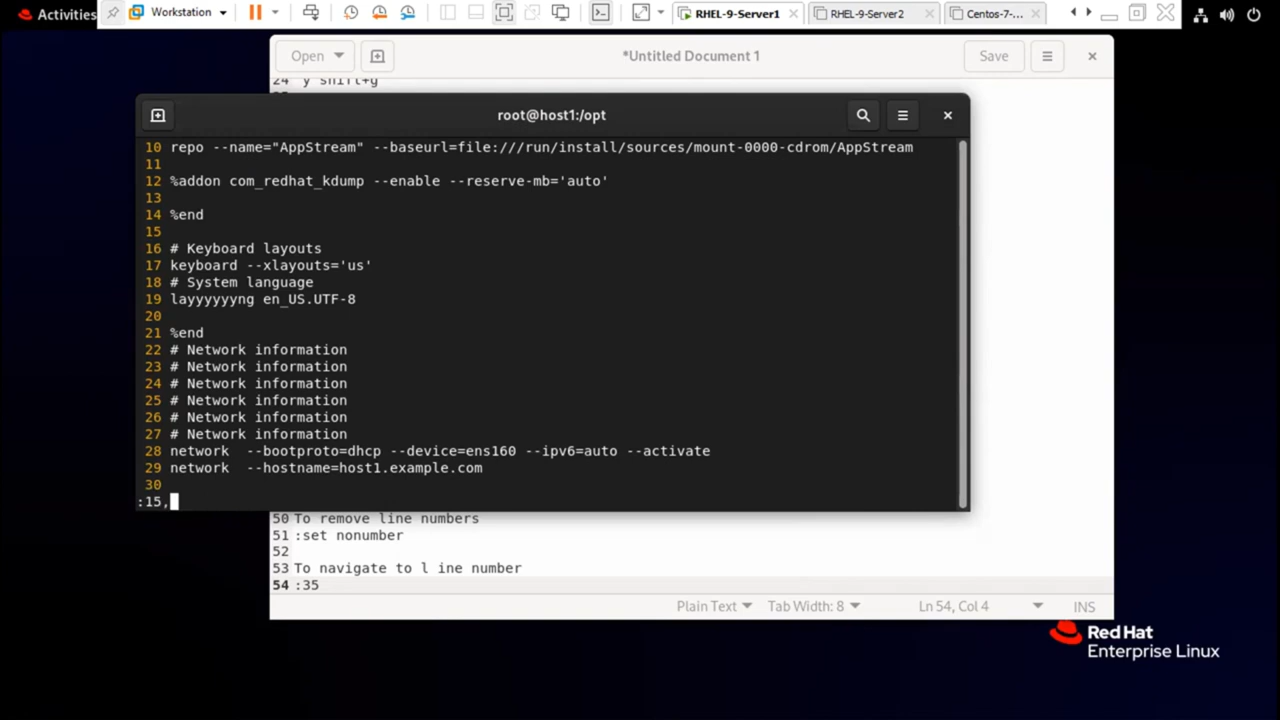 Activities
Workstation
RHEL-9-Server1
RHEL-9-Server2
Centos-7-...
Open
*Untitled Document 1
Save
24 y shift+g
root@host1:/opt
10 repo --name="AppStream" --baseurl=file:///run/install/sources/mount-0000-cdrom/AppStream
11
12 %addon com_redhat_kdump --enable --reserve-mb='auto'
13
14 %end
15
16 # Keyboard layouts
17 keyboard --xlayouts='us'
18 # System language
19 layyyyyyng en_US.UTF-8
20
21 %end
22 # Network information
23 # Network information
24 # Network information
25 # Network information
26 # Network information
27 # Network information
28 network  --bootproto=dhcp --device=ens160 --ipv6=auto --activate
29 network  --hostname=host1.example.com
30
:15,
50 To remove line numbers
51 :set nonumber
52
53 To navigate to l ine number
54 :35
Plain Text
Tab Width: 8
Ln 54, Col 4
INS
Red Hat
Enterprise Linux